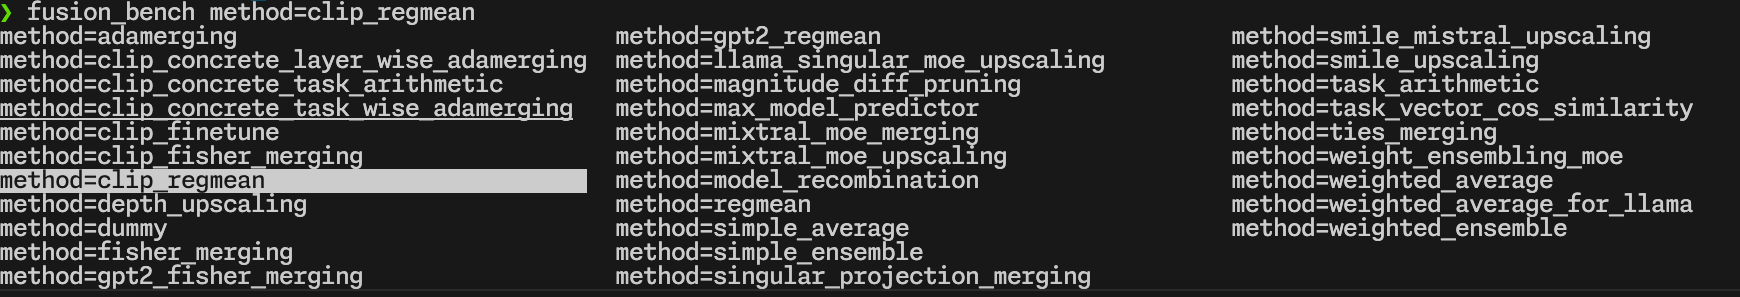 ❯ fusion_bench method=clip_regmean
method=adamerging method=gpt2_regmean method=smile_mistral_upscaling
method=clip_concrete_layer_wise_adamerging method=llama_singular_moe_upscaling method=smile_upscaling
method=clip_concrete_task_arithmetic method=magnitude_diff_pruning method=task_arithmetic
method=clip_concrete_task_wise_adamerging method=max_model_predictor method=task_vector_cos_similarity
method=clip_finetune method=mixtral_moe_merging method=ties_merging
method=clip_fisher_merging method=mixtral_moe_upscaling method=weight_ensembling_moe
method=clip_regmean method=model_recombination method=weighted_average
method=depth_upscaling method=regmean method=weighted_average_for_llama
method=dummy method=simple_average method=weighted_ensemble
method=fisher_merging method=simple_ensemble
method=gpt2_fisher_merging method=singular_projection_merging